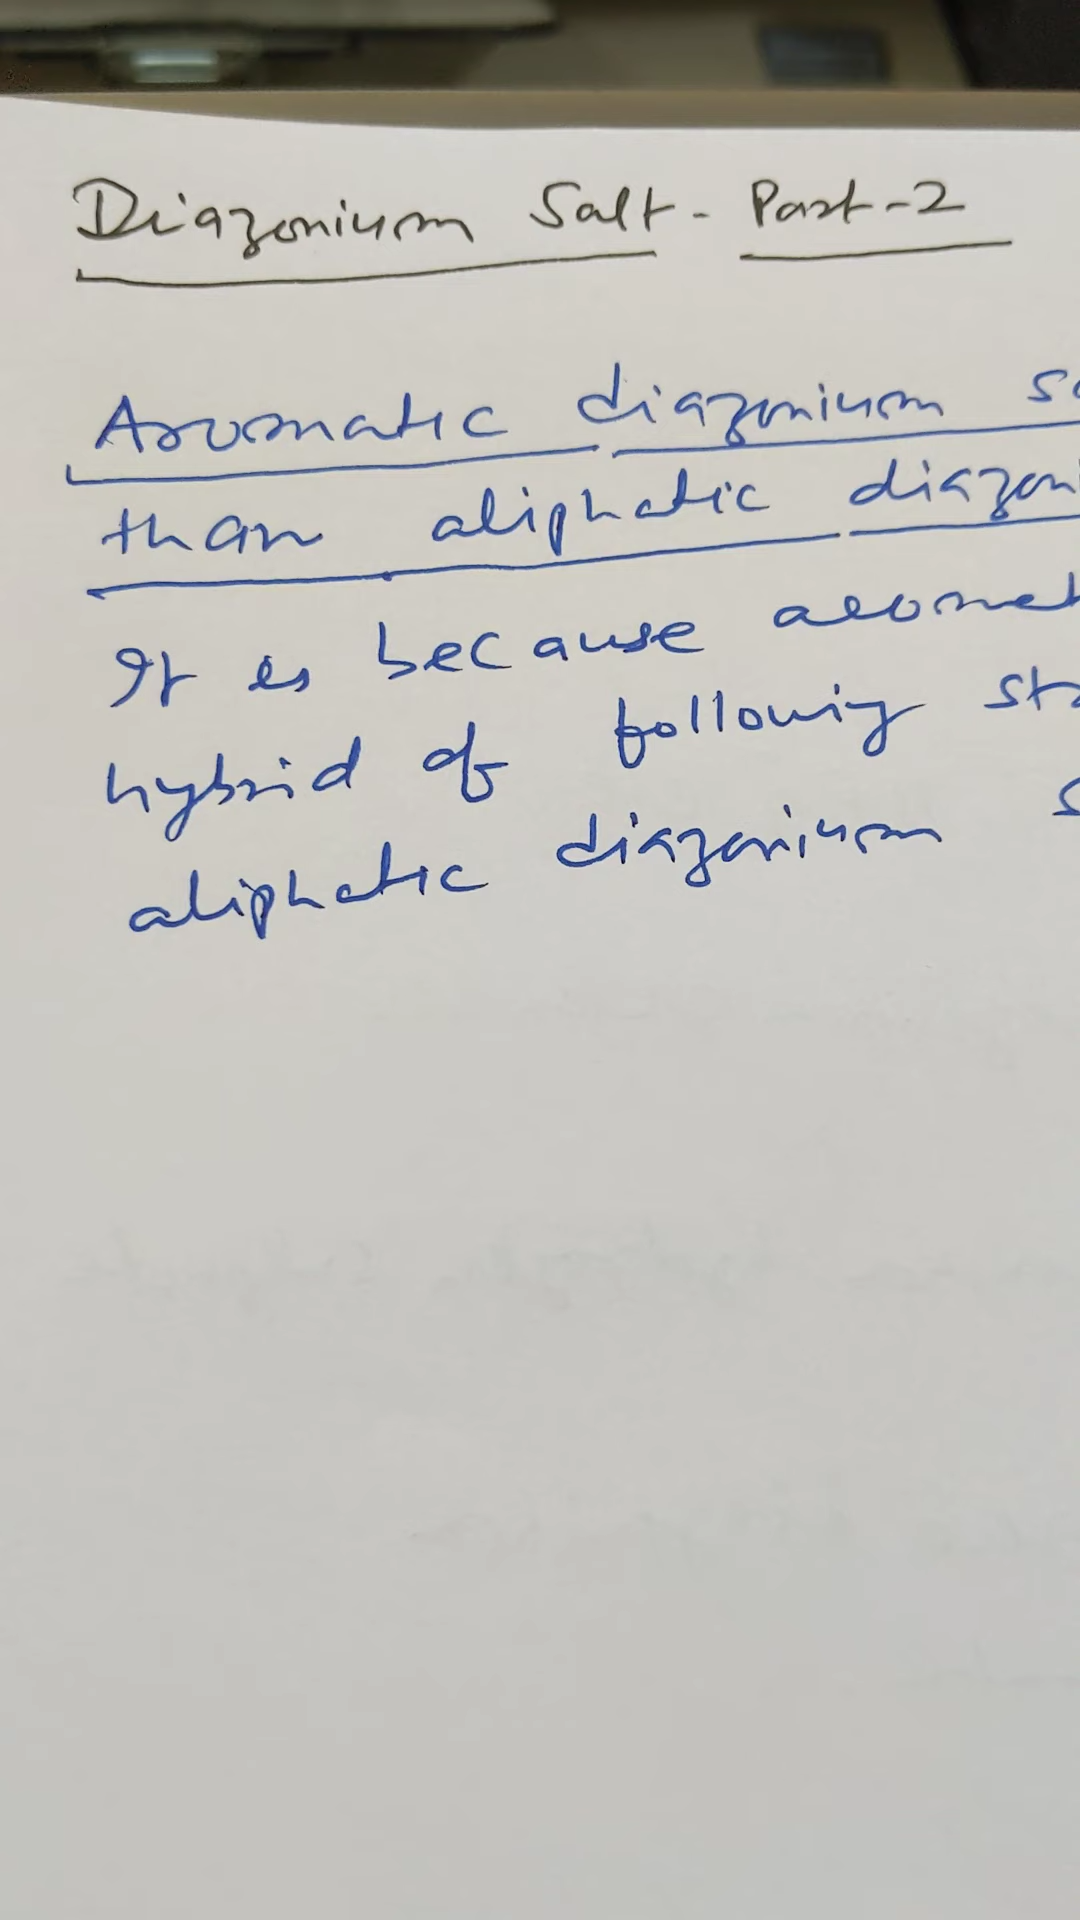 Diazonium Salt - Part-2
Aromatic diazonium
than aliphatic
It is because
hybrid of following
aliphatic diazonium